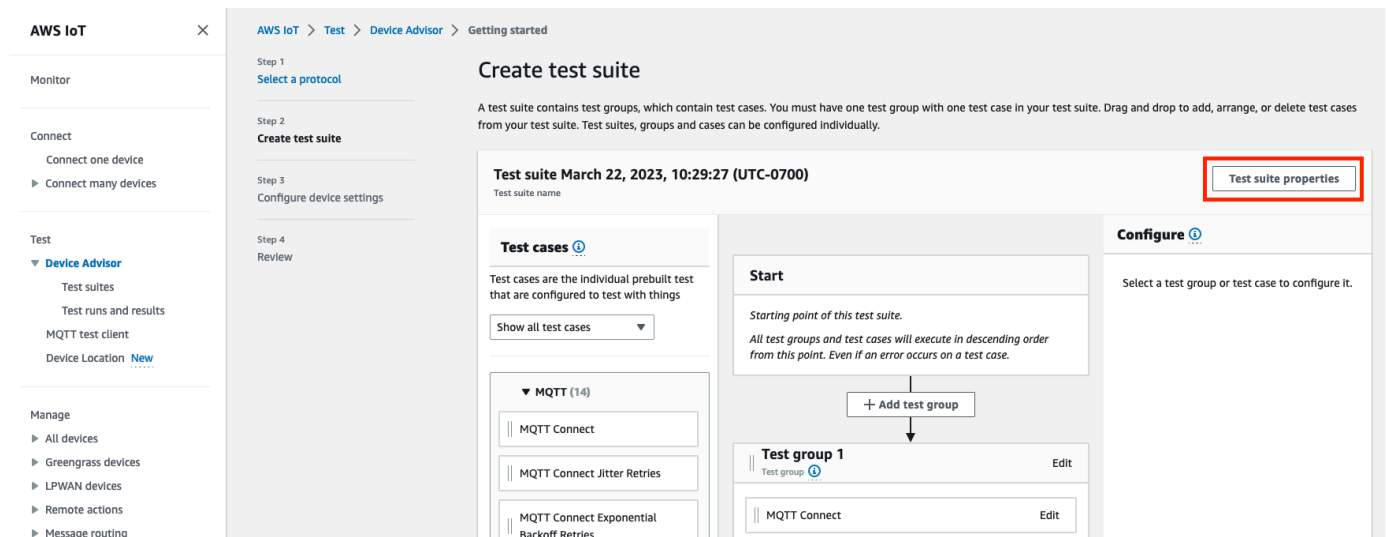 AWS IoT
Monitor
Connect
Connect one device
Connect many devices
Test
Device Advisor
Test suites
Test runs and results
MQTT test client
Device Location New
Manage
All devices
Greengrass devices
LPWAN devices
Remote actions
Message routing
AWS IoT > Test > Device Advisor > Getting started
Step 1
Select a protocol
Step 2
Create test suite
Step 3
Configure device settings
Step 4
Review
Create test suite
A test suite contains test groups, which contain test cases. You must have one test group with one test case in your test suite. Drag and drop to add, arrange, or delete test cases
from your test suite. Test suites, groups and cases can be configured individually.
Test suite March 22, 2023, 10:29:27 (UTC-0700)
Test suite name
Test suite properties
Test cases
Test cases are the individual prebuilt test
that are configured to test with things
Show all test cases
MQTT (14)
MQTT Connect
MQTT Connect Jitter Retries
MQTT Connect Exponential
Backoff Retries
Start
Starting point of this test suite.
All test groups and test cases will execute in descending order
from this point. Even if an error occurs on a test case.
+ Add test group
Test group 1
Test group
Edit
MQTT Connect
Edit
Configure
Select a test group or test case to configure it.